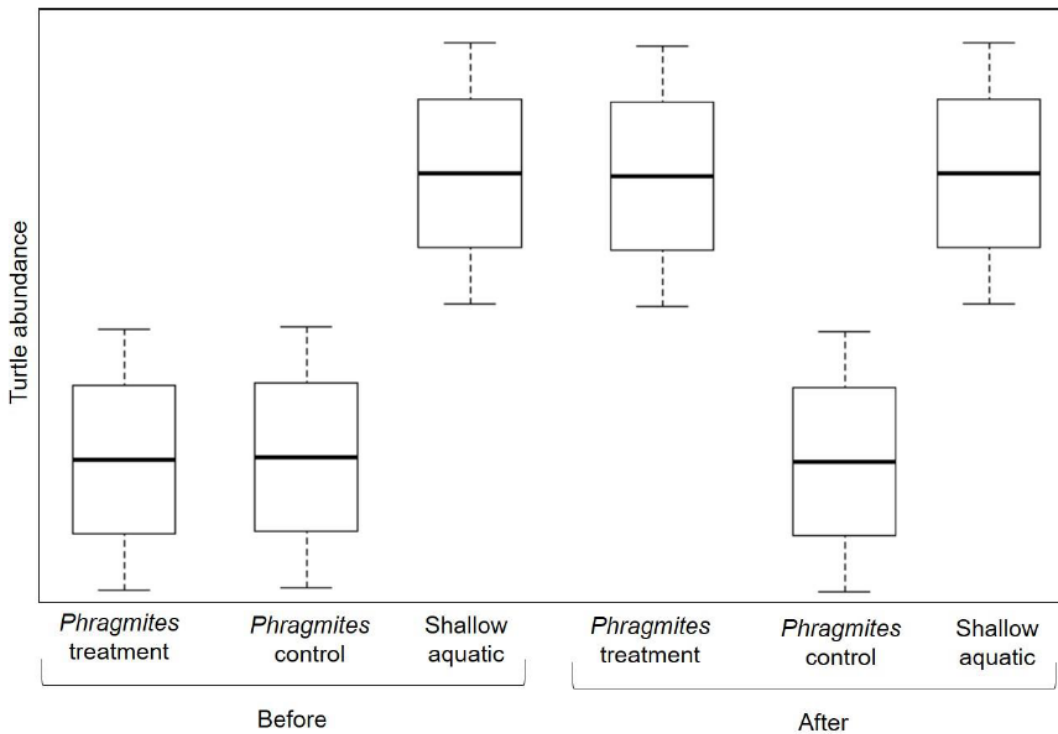 Turtle abundance
Phragmites treatment
Phragmites control
Shallow aquatic
Phragmites treatment
Phragmites control
Shallow aquatic
Before
After